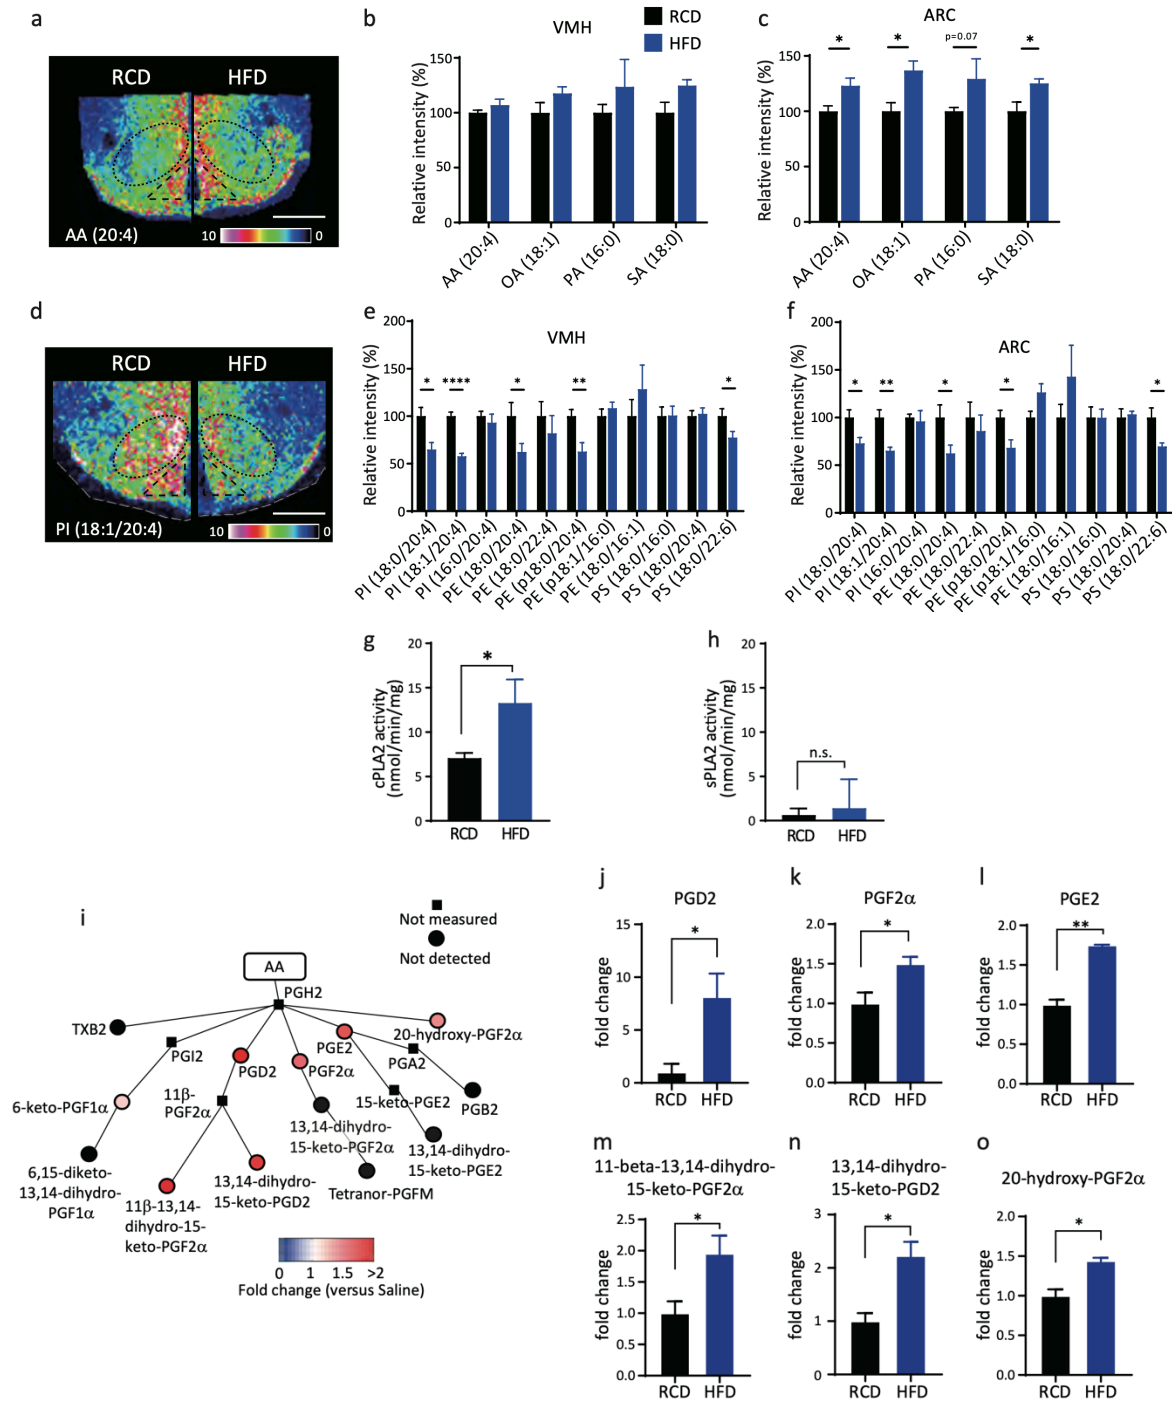 a
RCD
HFD
AA (20:4)
10
0
b
VMH
RCD
HFD
Relative intensity (%)
150
100
50
0
AA (20:4)
OA (18:1)
PA (16:0)
SA (18:0)
c
ARC
*
*
p=0.07
*
Relative intensity (%)
150
100
50
0
AA (20:4)
OA (18:1)
PA (16:0)
SA (18:0)
d
RCD
HFD
PI (18:1/20:4)
10
0
e
VMH
Relative intensity (%)
200
150
100
50
0
*
****
*
**
*
PI (18:0/20:4)
PI (18:1/20:4)
PI (16:0/20:4)
PE (18:0/20:4)
PE (18:0/22:4)
PE (p18:0/20:4)
PE (p18:1/16:0)
PE (18:0/16:1)
PS (18:0/16:0)
PS (18:0/20:4)
PS (18:0/22:6)
f
ARC
Relative intensity (%)
200
150
100
50
0
*
**
*
*
*
PI (18:0/20:4)
PI (18:1/20:4)
PI (16:0/20:4)
PE (18:0/20:4)
PE (18:0/22:4)
PE (p18:0/20:4)
PE (p18:1/16:0)
PE (18:0/16:1)
PS (18:0/16:0)
PS (18:0/20:4)
PS (18:0/22:6)
g
cPLA2 activity
(nmol/min/mg)
20
15
10
5
0
*
RCD
HFD
h
sPLA2 activity
(nmol/min/mg)
20
15
10
5
0
n.s.
RCD
HFD
i
Not measured
Not detected
AA
PGH2
TXB2
PGI2
PGD2
PGF2α
PGE2
PGA2
20-hydroxy-PGF2α
6-keto-PGF1α
11β-
PGF2α
15-keto-PGE2
PGB2
13,14-dihydro-
15-keto-PGF2α
13,14-dihydro-
15-keto-PGE2
6,15-diketo-
13,14-dihydro-
PGF1α
11β-13,14-
dihydro-15-
keto-PGF2α
13,14-dihydro-
15-keto-PGD2
Tetranor-PGFM
0
1
1.5
>2
Fold change (versus Saline)
j
PGD2
fold change
15
10
5
0
*
RCD
HFD
k
PGF2α
fold change
2.0
1.5
1.0
0.5
0.0
*
RCD
HFD
l
PGE2
fold change
2.0
1.5
1.0
0.5
0.0
**
RCD
HFD
m
11-beta-13,14-dihydro-
15-keto-PGF2α
fold change
2.5
2.0
1.5
1.0
0.5
0.0
*
RCD
HFD
n
13,14-dihydro-
15-keto-PGD2
fold change
3
2
1
0
*
RCD
HFD
o
20-hydroxy-PGF2α
fold change
2.0
1.5
1.0
0.5
0.0
*
RCD
HFD